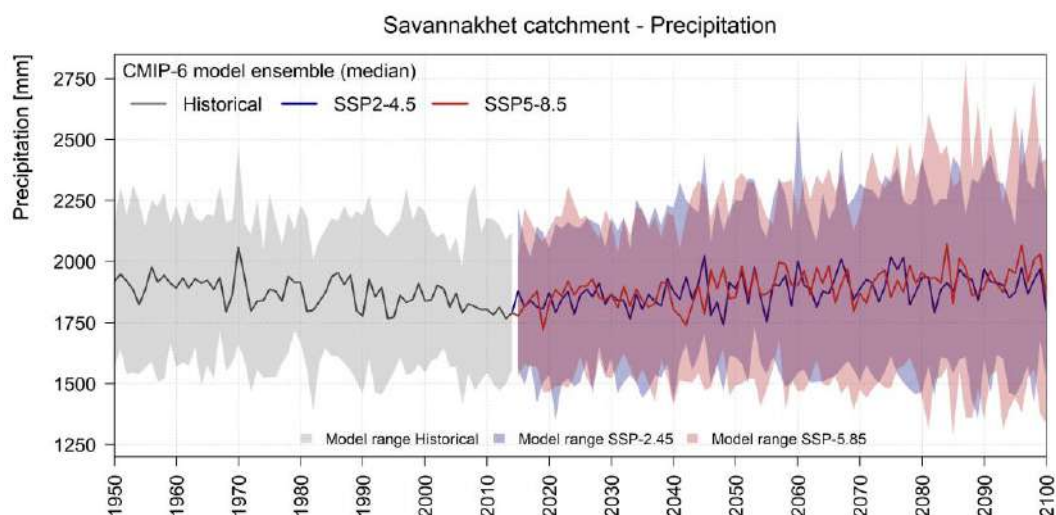 Savannakhet catchment - Precipitation
CMIP-6 model ensemble (median)
Historical SSP2-4.5 SSP5-8.5
Precipitation [mm]
2750
2500
2250
2000
1750
1500
1250
Model range Historical Model range SSP-2.45 Model range SSP-5.85
1950 1960 1970 1980 1990 2000 2010 2020 2030 2040 2050 2060 2070 2080 2090 2100